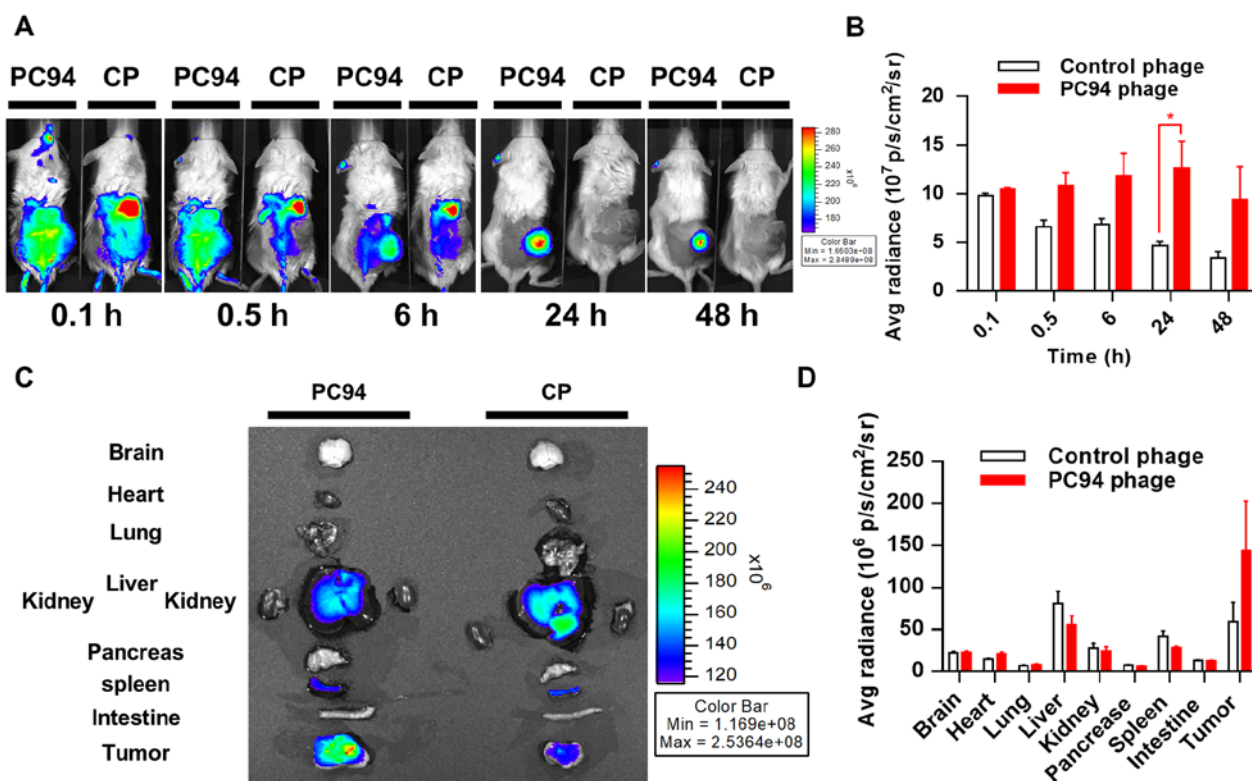 A
PC94 CP PC94 CP PC94 CP PC94 CP PC94 CP
280
260
240
220
200
180
x10⁶
Color Bar
Min = 1.6603e+08
Max = 2.8489e+08
0.1 h 0.5 h 6 h 24 h 48 h
B
Control phage
PC94 phage
Avg radiance (10⁷ p/s/cm²/sr)
20
15
10
5
0
*
0.1 0.5 6 24 48
Time (h)
C
PC94 CP
Brain
Heart
Lung
Liver
Kidney Kidney
Pancreas
spleen
Intestine
Tumor
240
220
200
180
160
140
120
x10⁶
Color Bar
Min = 1.169e+08
Max = 2.5364e+08
D
Control phage
PC94 phage
Avg radiance (10⁶ p/s/cm²/sr)
250
200
150
100
50
0
Brain
Heart
Lung
Liver
Kidney
Pancrease
Spleen
Intestine
Tumor